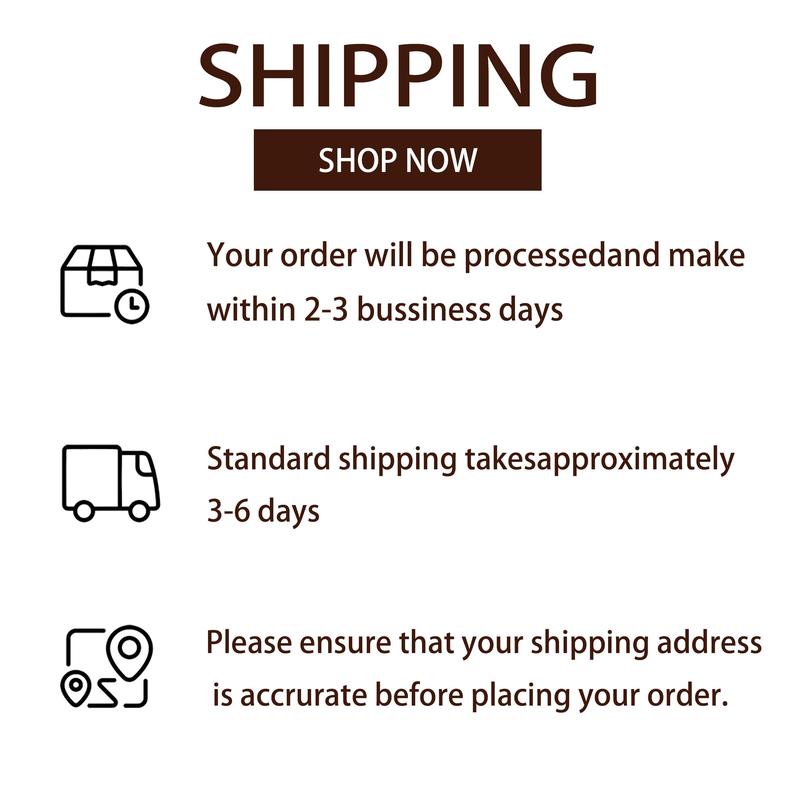 SHIPPING
SHOP NOW
Your order will be processedand make
within 2-3 bussiness days
Standard shipping takesapproximately
3-6 days
Please ensure that your shipping address
is accrurate before placing your order.